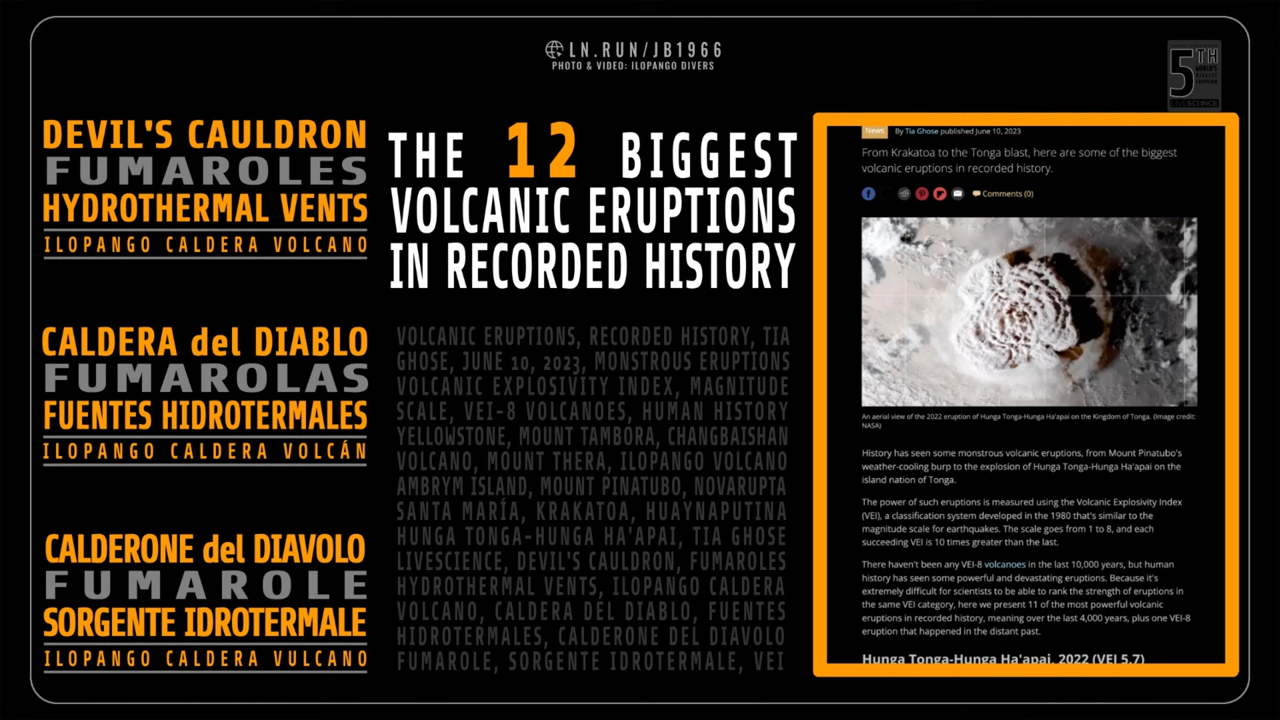 LN.RUN/JB1966
PHOTO & VIDEO: ILOPANGO DIVERS
5TH
WORLD'S
BIGGEST
ERUPTION
LIVESCIENCE
DEVIL'S CAULDRON
FUMAROLES
HYDROTHERMAL VENTS
ILOPANGO CALDERA VOLCANO
CALDERA del DIABLO
FUMAROLAS
FUENTES HIDROTERMALES
ILOPANGO CALDERA VOLCÁN
CALDERONE del DIAVOLO
FUMAROLE
SORGENTE IDROTERMALE
ILOPANGO CALDERA VULCANO
THE 12 BIGGEST
VOLCANIC ERUPTIONS
IN RECORDED HISTORY
VOLCANIC ERUPTIONS, RECORDED HISTORY, TIA
GHOSE, JUNE 10, 2023, MONSTROUS ERUPTIONS
VOLCANIC EXPLOSIVITY INDEX, MAGNITUDE
SCALE, VEI-8 VOLCANOES, HUMAN HISTORY
YELLOWSTONE, MOUNT TAMBORA, CHANGBAISHAN
VOLCANO, MOUNT THERA, ILOPANGO VOLCANO
AMBRYM ISLAND, MOUNT PINATUBO, NOVARUPTA
SANTA MARÍA, KRAKATOA, HUAYNAPUTINA
HUNGA TONGA-HUNGA HA'APAI, TIA GHOSE
LIVESCIENCE, DEVIL'S CAULDRON, FUMAROLES
HYDROTHERMAL VENTS, ILOPANGO CALDERA
VOLCANO, CALDERA DEL DIABLO, FUENTES
HIDROTERMALES, CALDERONE DEL DIAVOLO
FUMAROLE, SORGENTE IDROTERMALE, VEI
News By Tia Ghose published June 10, 2023
From Krakatoa to the Tonga blast, here are some of the biggest
volcanic eruptions in recorded history.
Comments (0)
An aerial view of the 2022 eruption of Hunga Tonga-Hunga Ha'apai on the Kingdom of Tonga. (Image credit:
NASA)
History has seen some monstrous volcanic eruptions, from Mount Pinatubo's
weather-cooling burp to the explosion of Hunga Tonga-Hunga Ha'apai on the
island nation of Tonga.
The power of such eruptions is measured using the Volcanic Explosivity Index
(VEI), a classification system developed in the 1980 that's similar to the
magnitude scale for earthquakes. The scale goes from 1 to 8, and each
succeeding VEI is 10 times greater than the last.
There haven't been any VEI-8 volcanoes in the last 10,000 years, but human
history has seen some powerful and devastating eruptions. Because it's
extremely difficult for scientists to be able to rank the strength of eruptions in
the same VEI category, here we present 11 of the most powerful volcanic
eruptions in recorded history, meaning over the last 4,000 years, plus one VEI-8
eruption that happened in the distant past.
Hunga Tonga-Hunga Ha'apai, 2022 (VEI 5.7)